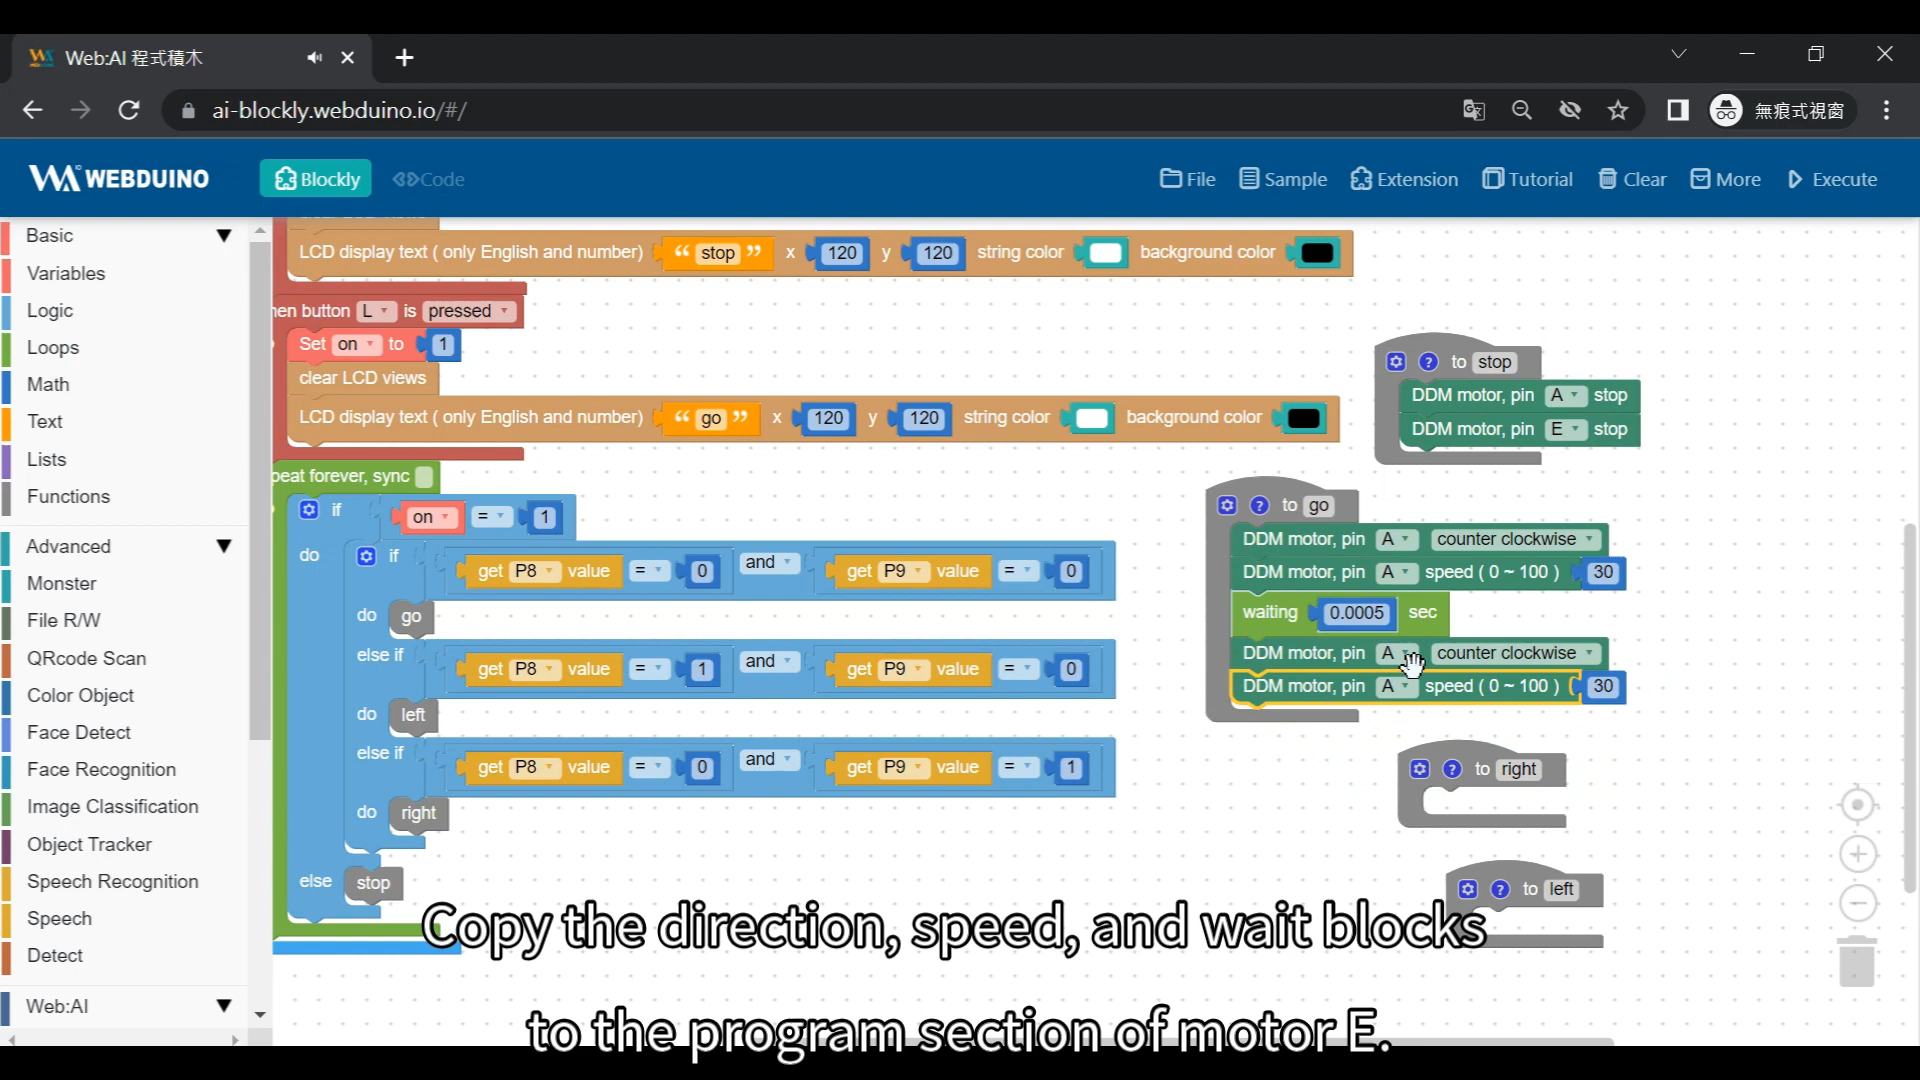 Web:AI 程式積木
ai-blockly.webduino.io/#/
無痕式視窗
WEBDUINO
Blockly
Code
File
Sample
Extension
Tutorial
Clear
More
Execute
Basic
Variables
Logic
Loops
Math
Text
Lists
Functions
Advanced
Monster
File R/W
QRcode Scan
Color Object
Face Detect
Face Recognition
Image Classification
Object Tracker
Speech Recognition
Speech
Detect
Web:AI
LCD display text ( only English and number) “ stop ” x 120 y 120 string color background color
en button L is pressed
Set on to 1
clear LCD views
LCD display text ( only English and number) “ go ” x 120 y 120 string color background color
peat forever, sync
if on = 1
do if get P8 value = 0 and get P9 value = 0
do go
else if get P8 value = 1 and get P9 value = 0
do left
else if get P8 value = 0 and get P9 value = 1
do right
else stop
? to stop
DDM motor, pin A stop
DDM motor, pin E stop
? to go
DDM motor, pin A counter clockwise
DDM motor, pin A speed ( 0 ~ 100 ) 30
waiting 0.0005 sec
DDM motor, pin A counter clockwise
DDM motor, pin A speed ( 0 ~ 100 ) 30
? to right
? to left
Copy the direction, speed, and wait blocks
to the program section of motor E.